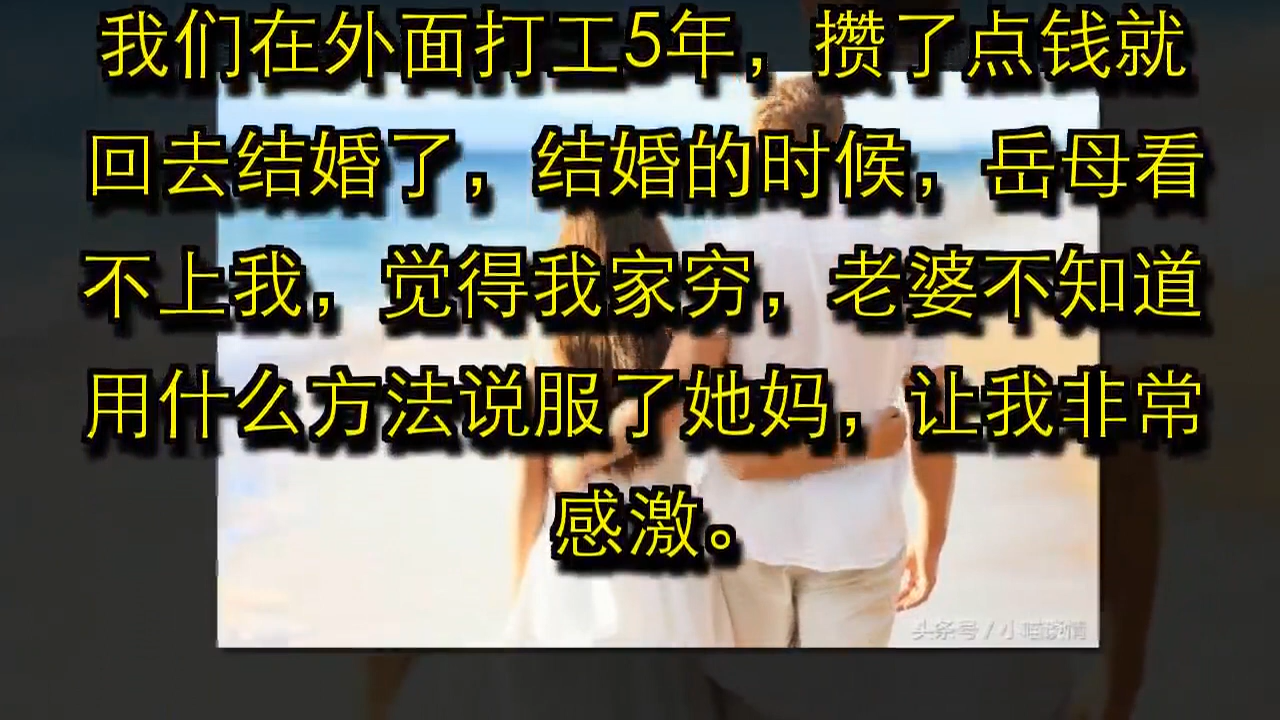 我们在外面打工5年，攒了点钱就
回去结婚了，结婚的时候，岳母看
不上我，觉得我家穷，老婆不知道
用什么方法说服了她妈，让我非常
感激。
头条号 / 小喵谈情